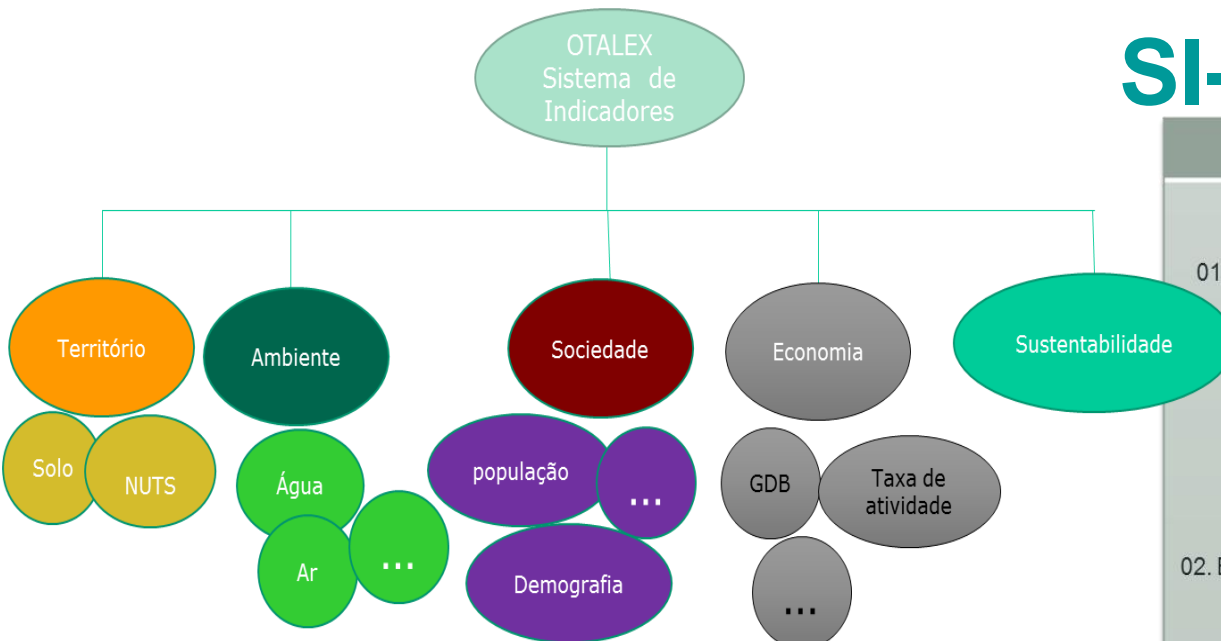 OTALEX
Sistema de
Indicadores
SI-
01
Território
Ambiente
Sociedade
Economia
Sustentabilidade
Solo
NUTS
Água
Ar
...
população
...
Demografia
GDB
Taxa de
atividade
...
02. E